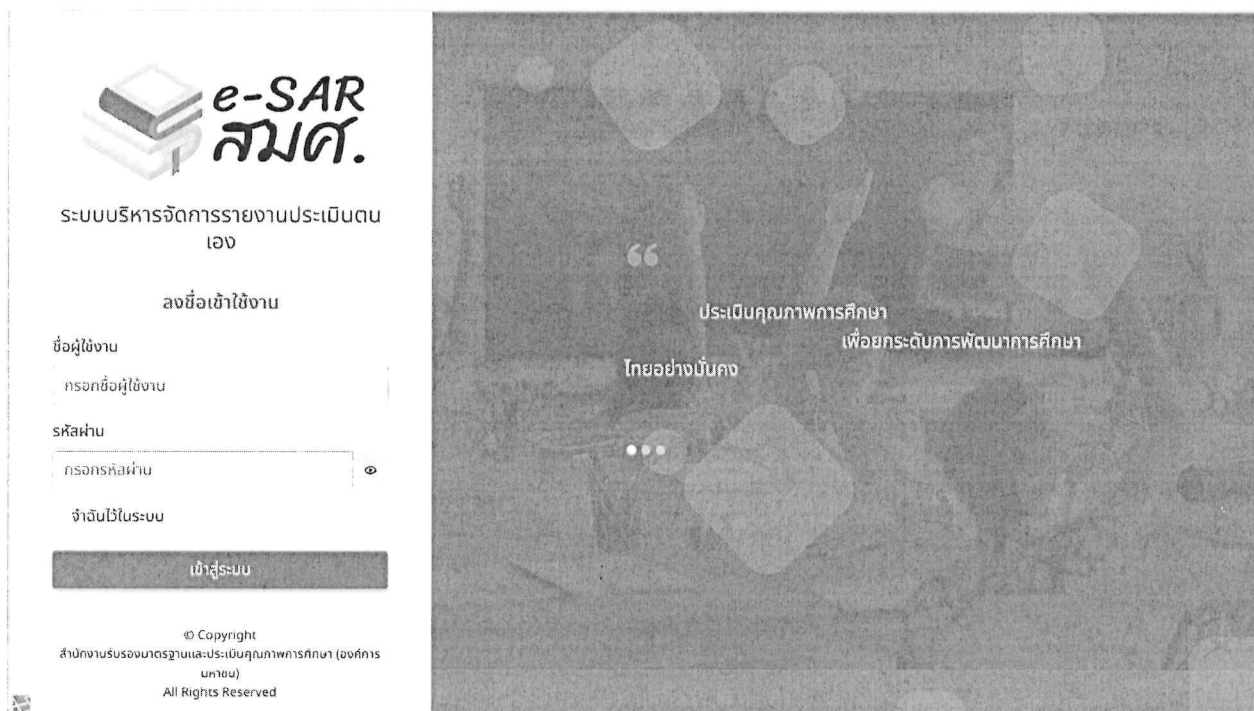 e-SAR
สมศ.
ระบบบริหารจัดการรายงานประเมินตน
เอง
ลงชื่อเข้าใช้งาน
ชื่อผู้ใช้งาน
กรอกชื่อผู้ใช้งาน
รหัสผ่าน
กรอกรหัสผ่าน
จำฉันไว้ในระบบ
เข้าสู่ระบบ
© Copyright
สำนักงานรับรองมาตรฐานและประเมินคุณภาพการศึกษา (องค์การ
มหาชน)
All Rights Reserved
“
ประเมินคุณภาพการศึกษา
เพื่อยกระดับการพัฒนาการศึกษา
ไทยอย่างมั่นคง